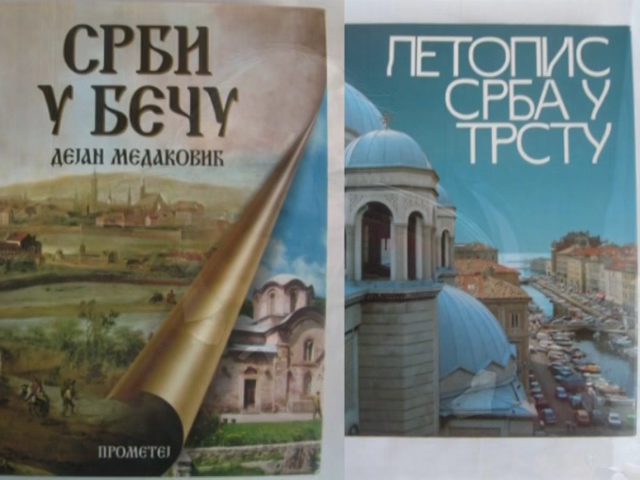 СРБИ
У БЕЧУ
ДЕЈАН МЕДАКОВИЋ
ПРОМЕТЕЈ
ЛЕТОПИС
СРБА У
ТРСТУ